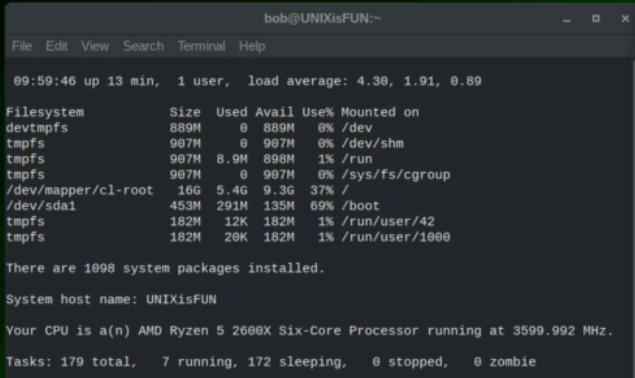 bob@UNIXisFUN:~
File Edit View Search Terminal Help
09:59:46 up 13 min, 1 user, load average: 4.30, 1.91, 0.89
Filesystem Size Used Avail Use% Mounted on
devtmpfs 889M 0 889M 0% /dev
tmpfs 907M 0 907M 0% /dev/shm
tmpfs 907M 8.9M 898M 1% /run
tmpfs 907M 0 907M 0% /sys/fs/cgroup
/dev/mapper/cl-root 16G 5.4G 9.3G 37% /
/dev/sda1 453M 291M 135M 69% /boot
tmpfs 182M 12K 182M 1% /run/user/42
tmpfs 182M 20K 182M 1% /run/user/1000
There are 1098 system packages installed.
System host name: UNIXisFUN
Your CPU is a(n) AMD Ryzen 5 2600X Six-Core Processor running at 3599.992 MHz.
Tasks: 179 total, 7 running, 172 sleeping, 0 stopped, 0 zombie